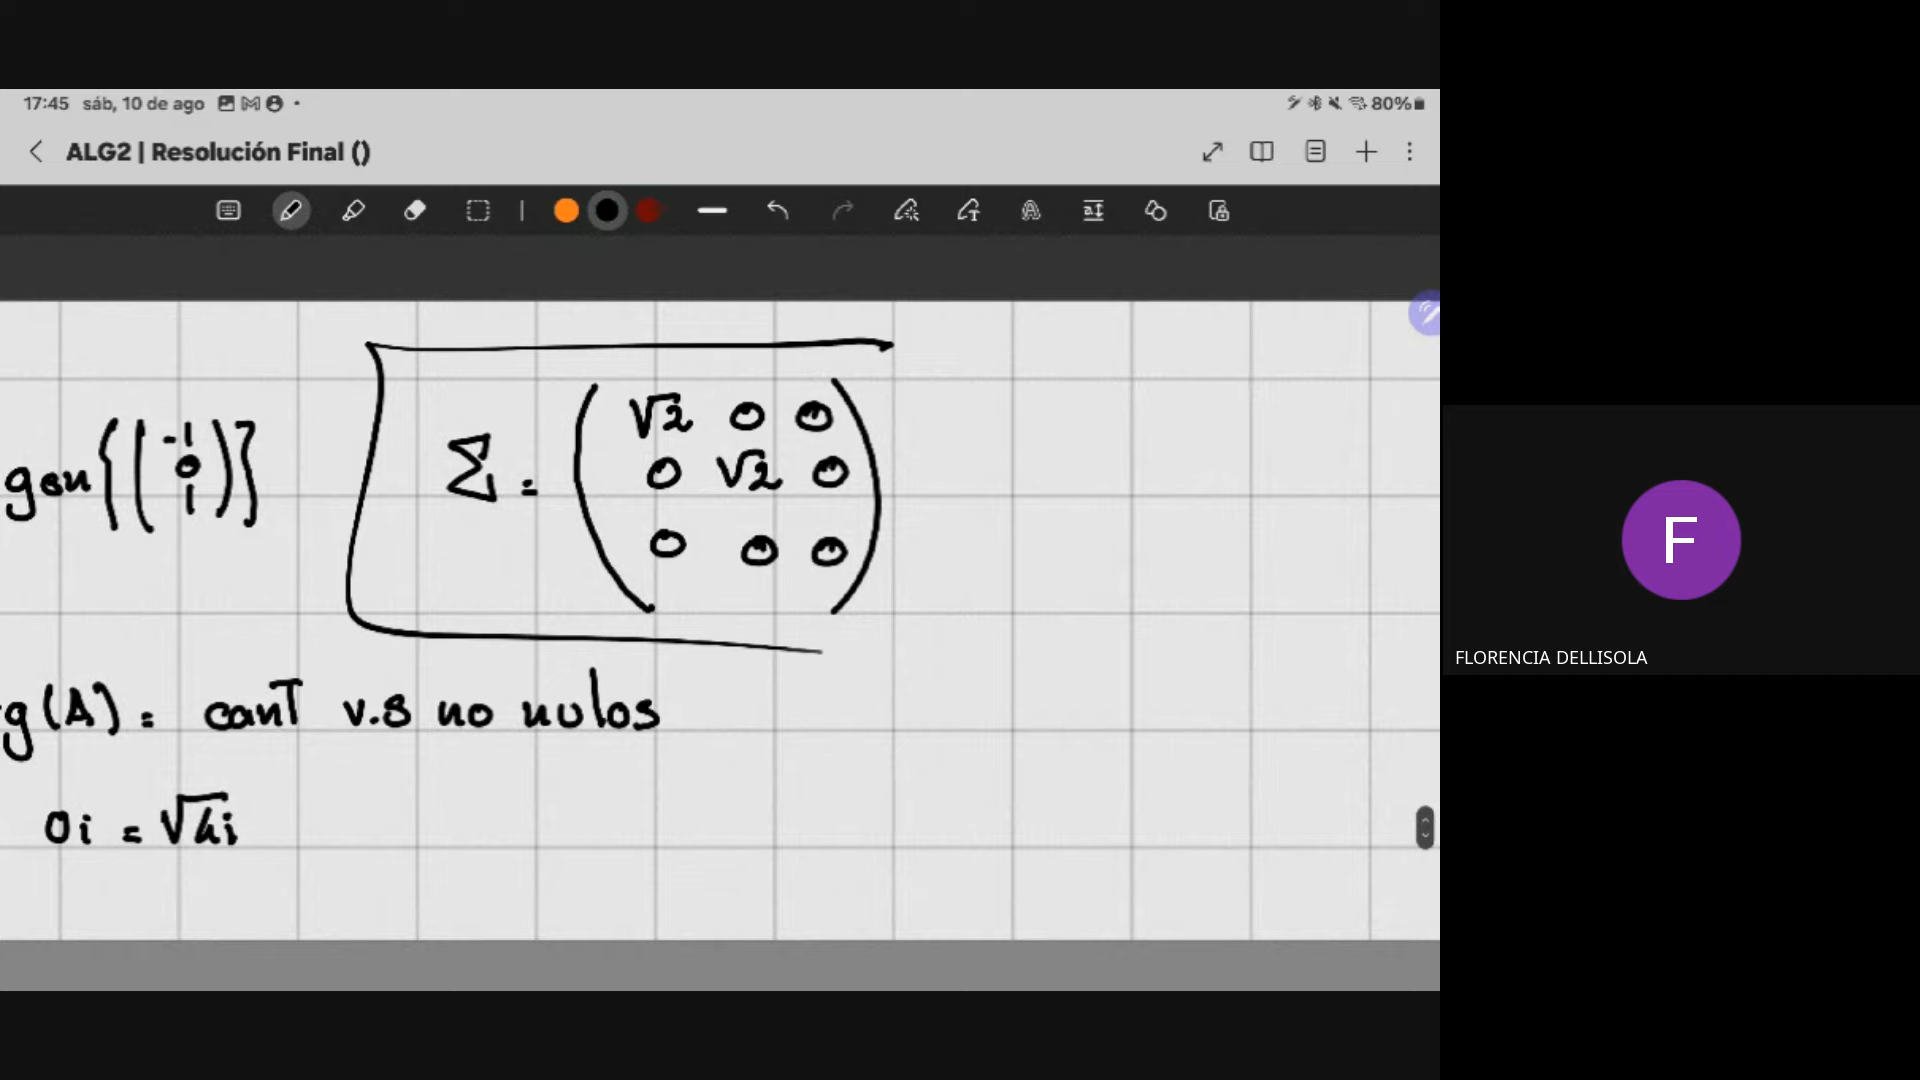 17:45 sáb, 10 de ago
80%
ALG2 | Resolución Final ()
gen{(-1
0
1)}
Σ = (√2 0 0
0 √2 0
0 0 0)
g(A) = canT v.s no nulos
σi = √λi
F
FLORENCIA DELLISOLA